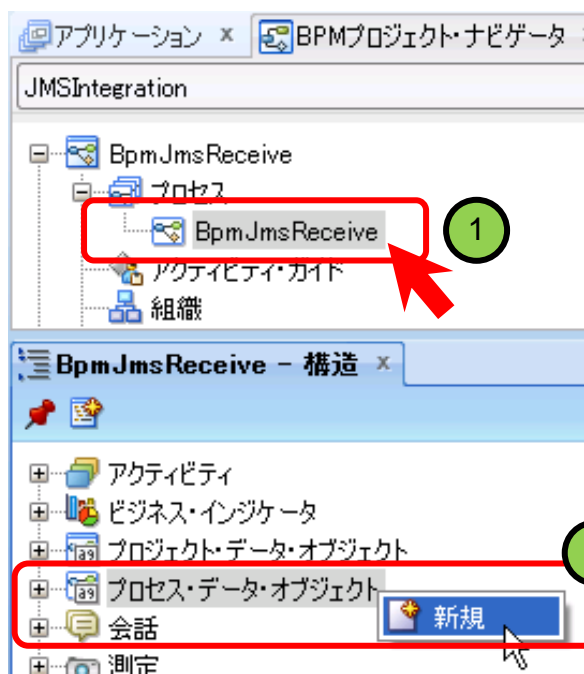 アプリケーション x BPMプロジェクト・ナビゲータ
JMSIntegration
BpmJmsReceive
プロセス
BpmJmsReceive
1
アクティビティ・ガイド
組織
BpmJmsReceive - 構造 x
アクティビティ
ビジネス・インジケータ
プロジェクト・データ・オブジェクト
プロセス・データ・オブジェクト
新規
会話
測定